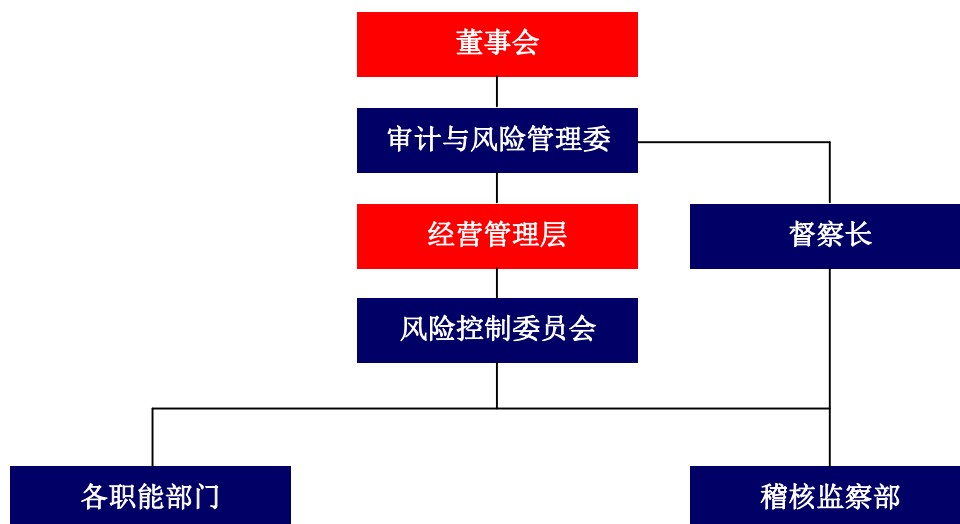 董事会
审计与风险管理委
经营管理层
督察长
风险控制委员会
各职能部门
稽核监察部